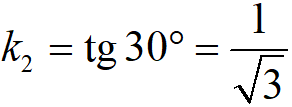 k₂ = tg 30° = 1/√3